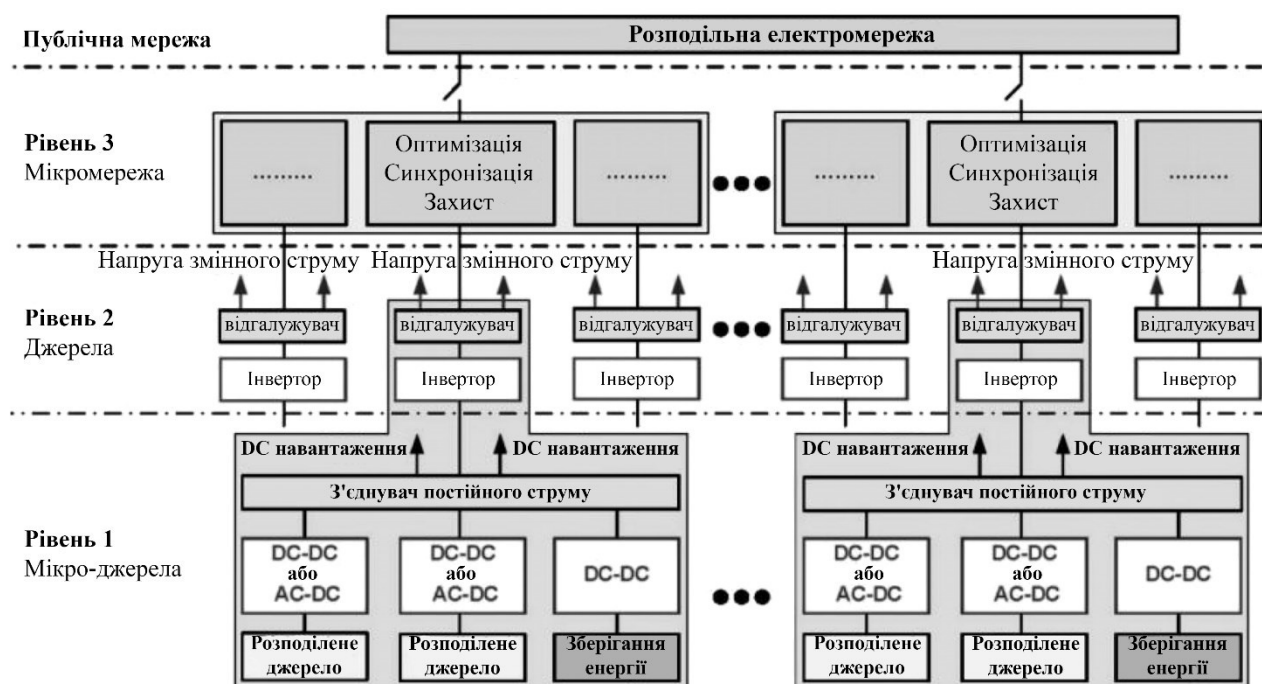 Публічна мережа
Розподільна електромережа
Рівень 3
Мікромережа
.........
Оптимізація
Синхронізація
Захист
.........
.........
Оптимізація
Синхронізація
Захист
.........
Напруга змінного струму
Напруга змінного струму
Напруга змінного струму
Рівень 2
Джерела
відгалужувач
відгалужувач
відгалужувач
відгалужувач
відгалужувач
відгалужувач
Інвертор
Інвертор
Інвертор
Інвертор
Інвертор
Інвертор
DC навантаження
DC навантаження
DC навантаження
DC навантаження
З'єднувач постійного струму
З'єднувач постійного струму
Рівень 1
Мікро-джерела
DC-DC
або
AC-DC
DC-DC
або
AC-DC
DC-DC
DC-DC
або
AC-DC
DC-DC
або
AC-DC
DC-DC
Розподілене
джерело
Розподілене
джерело
Зберігання
енергії
Розподілене
джерело
Розподілене
джерело
Зберігання
енергії